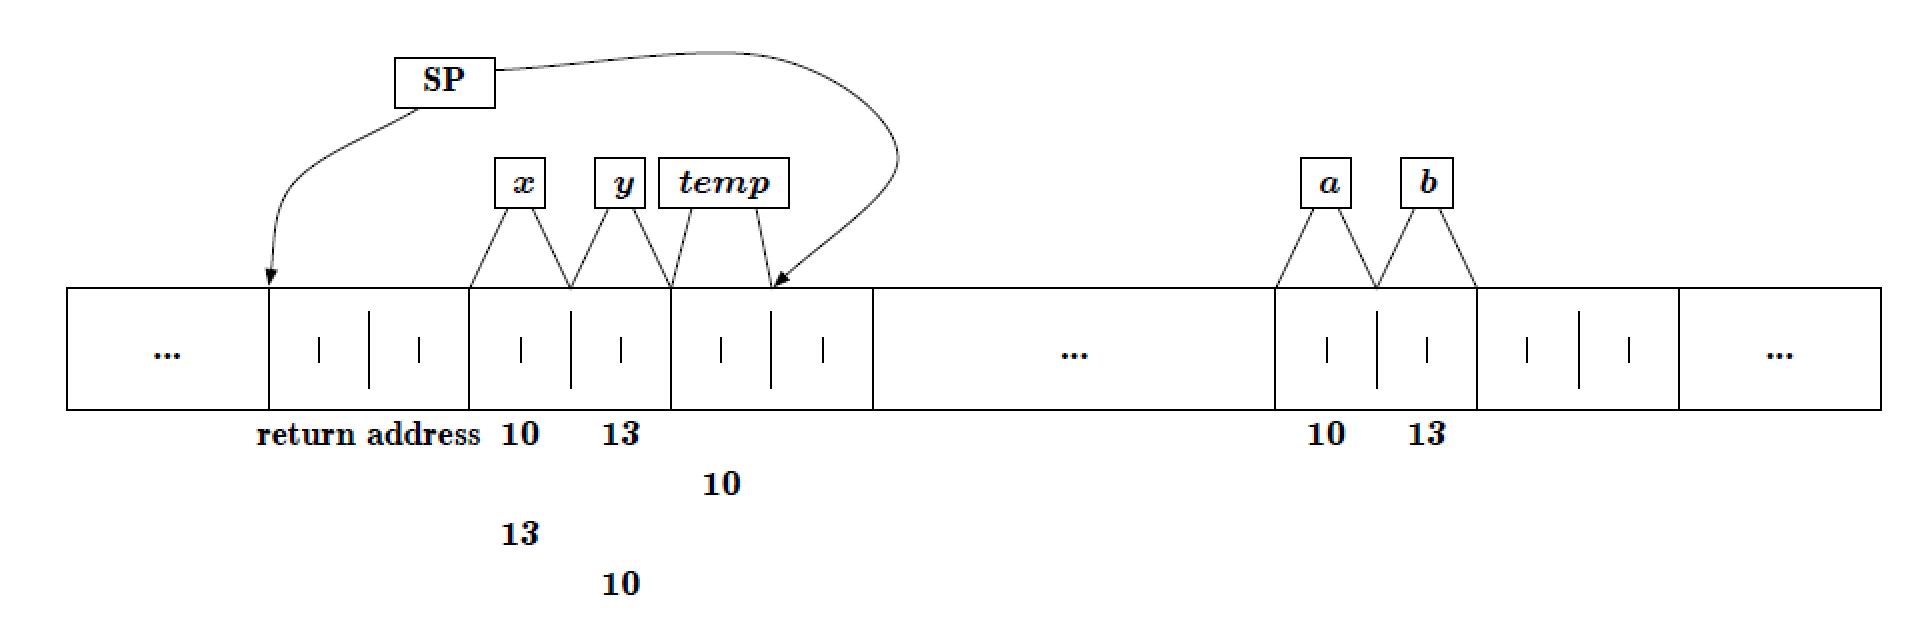 SP
x y temp a b
... ... ...
return address 10 13 10 13
10
13
10